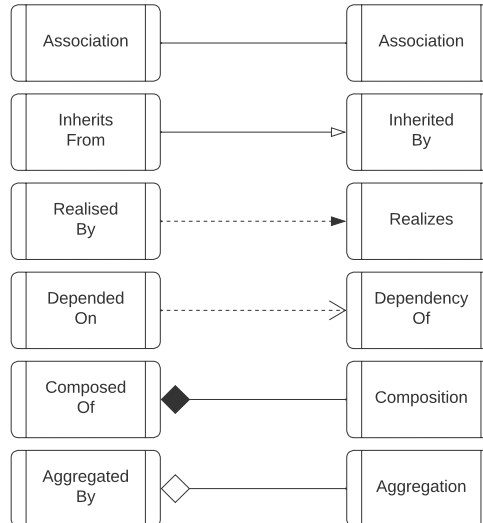 Association
Association
Inherits
From
Inherited
By
Realised
By
Realizes
Depended
On
Dependency
Of
Composed
Of
Composition
Aggregated
By
Aggregation